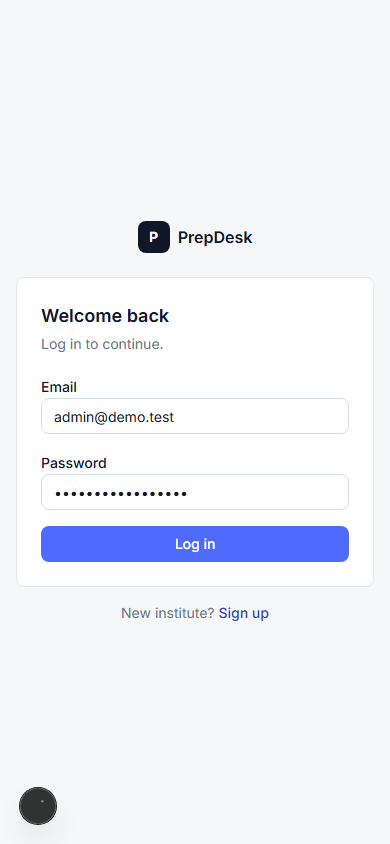 P PrepDesk
Welcome back
Log in to continue.
Email
admin@demo.test
Password
•••••••••••••••••
Log in
New institute? Sign up